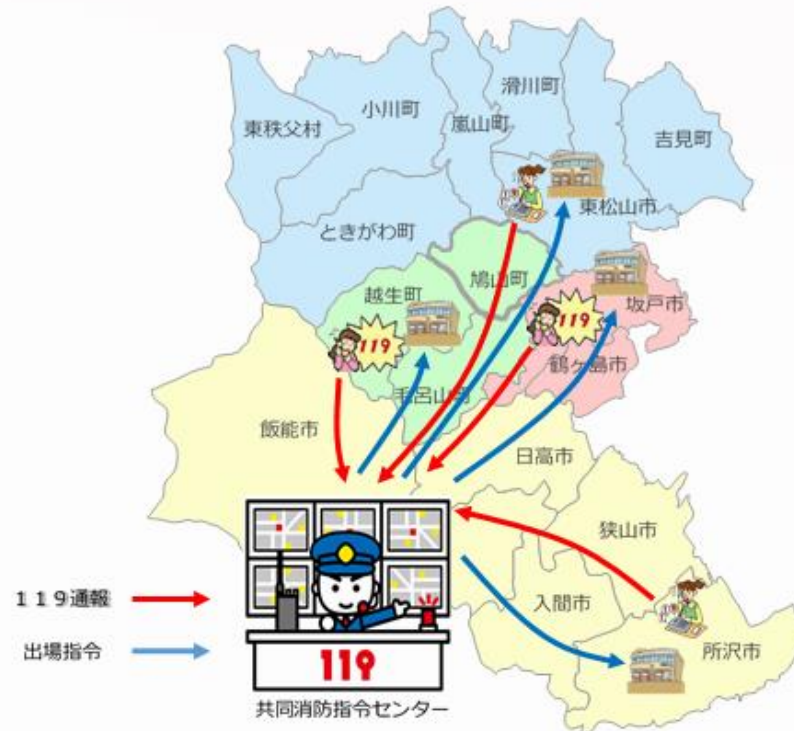 滑川町
小川町
嵐山町
東秩父村
吉見町
東松山市
ときがわ町
鳩山町
越生町
坂戸市
119
119
鶴ヶ島市
毛呂山町
飯能市
日高市
狭山市
入間市
所沢市
119通報
出場指令
119
共同消防指令センター